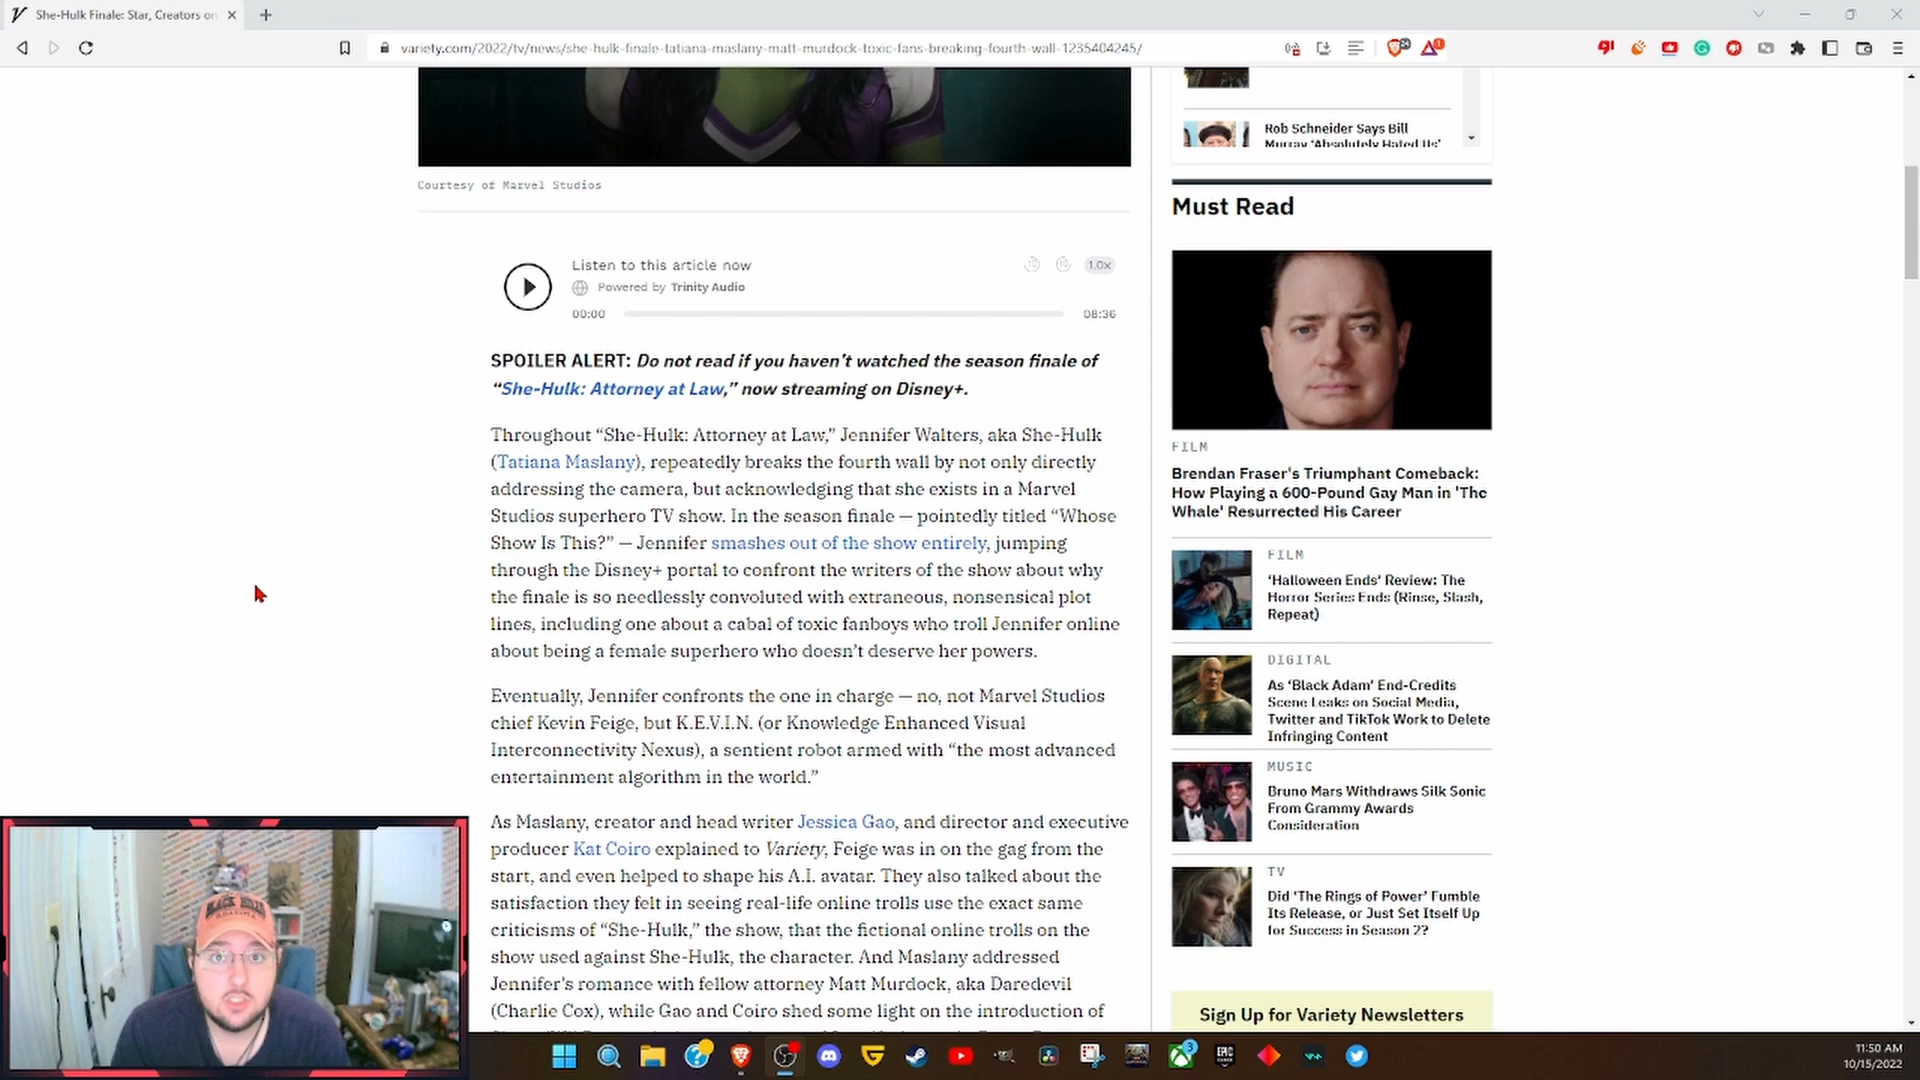 She-Hulk Finale: Star, Creators on
variety.com/2022/tv/news/she-hulk-finale-tatiana-maslany-matt-murdock-toxic-fans-breaking-fourth-wall-1235404245/
Courtesy of Marvel Studios
Listen to this article now
Powered by Trinity Audio
1.0x
00:00
08:36
SPOILER ALERT: Do not read if you haven't watched the season finale of
“She-Hulk: Attorney at Law,” now streaming on Disney+.
Throughout “She-Hulk: Attorney at Law,” Jennifer Walters, aka She-Hulk
(Tatiana Maslany), repeatedly breaks the fourth wall by not only directly
addressing the camera, but acknowledging that she exists in a Marvel
Studios superhero TV show. In the season finale — pointedly titled “Whose
Show Is This?” — Jennifer smashes out of the show entirely, jumping
through the Disney+ portal to confront the writers of the show about why
the finale is so needlessly convoluted with extraneous, nonsensical plot
lines, including one about a cabal of toxic fanboys who troll Jennifer online
about being a female superhero who doesn’t deserve her powers.
Eventually, Jennifer confronts the one in charge — no, not Marvel Studios
chief Kevin Feige, but K.E.V.I.N. (or Knowledge Enhanced Visual
Interconnectivity Nexus), a sentient robot armed with “the most advanced
entertainment algorithm in the world.”
As Maslany, creator and head writer Jessica Gao, and director and executive
producer Kat Coiro explained to Variety, Feige was in on the gag from the
start, and even helped to shape his A.I. avatar. They also talked about the
satisfaction they felt in seeing real-life online trolls use the exact same
criticisms of “She-Hulk,” the show, that the fictional online trolls on the
show used against She-Hulk, the character. And Maslany addressed
Jennifer’s romance with fellow attorney Matt Murdock, aka Daredevil
(Charlie Cox), while Gao and Coiro shed some light on the introduction of
Rob Schneider Says Bill
Murray ‘Absolutely Hated Us’
Must Read
FILM
Brendan Fraser's Triumphant Comeback:
How Playing a 600-Pound Gay Man in 'The
Whale' Resurrected His Career
FILM
‘Halloween Ends’ Review: The
Horror Series Ends (Rinse, Slash,
Repeat)
DIGITAL
As ‘Black Adam’ End-Credits
Scene Leaks on Social Media,
Twitter and TikTok Work to Delete
Infringing Content
MUSIC
Bruno Mars Withdraws Silk Sonic
From Grammy Awards
Consideration
TV
Did ‘The Rings of Power’ Fumble
Its Release, or Just Set Itself Up
for Success in Season 2?
Sign Up for Variety Newsletters
BLACK HILLS
EPIC
3
11:50 AM
10/15/2022